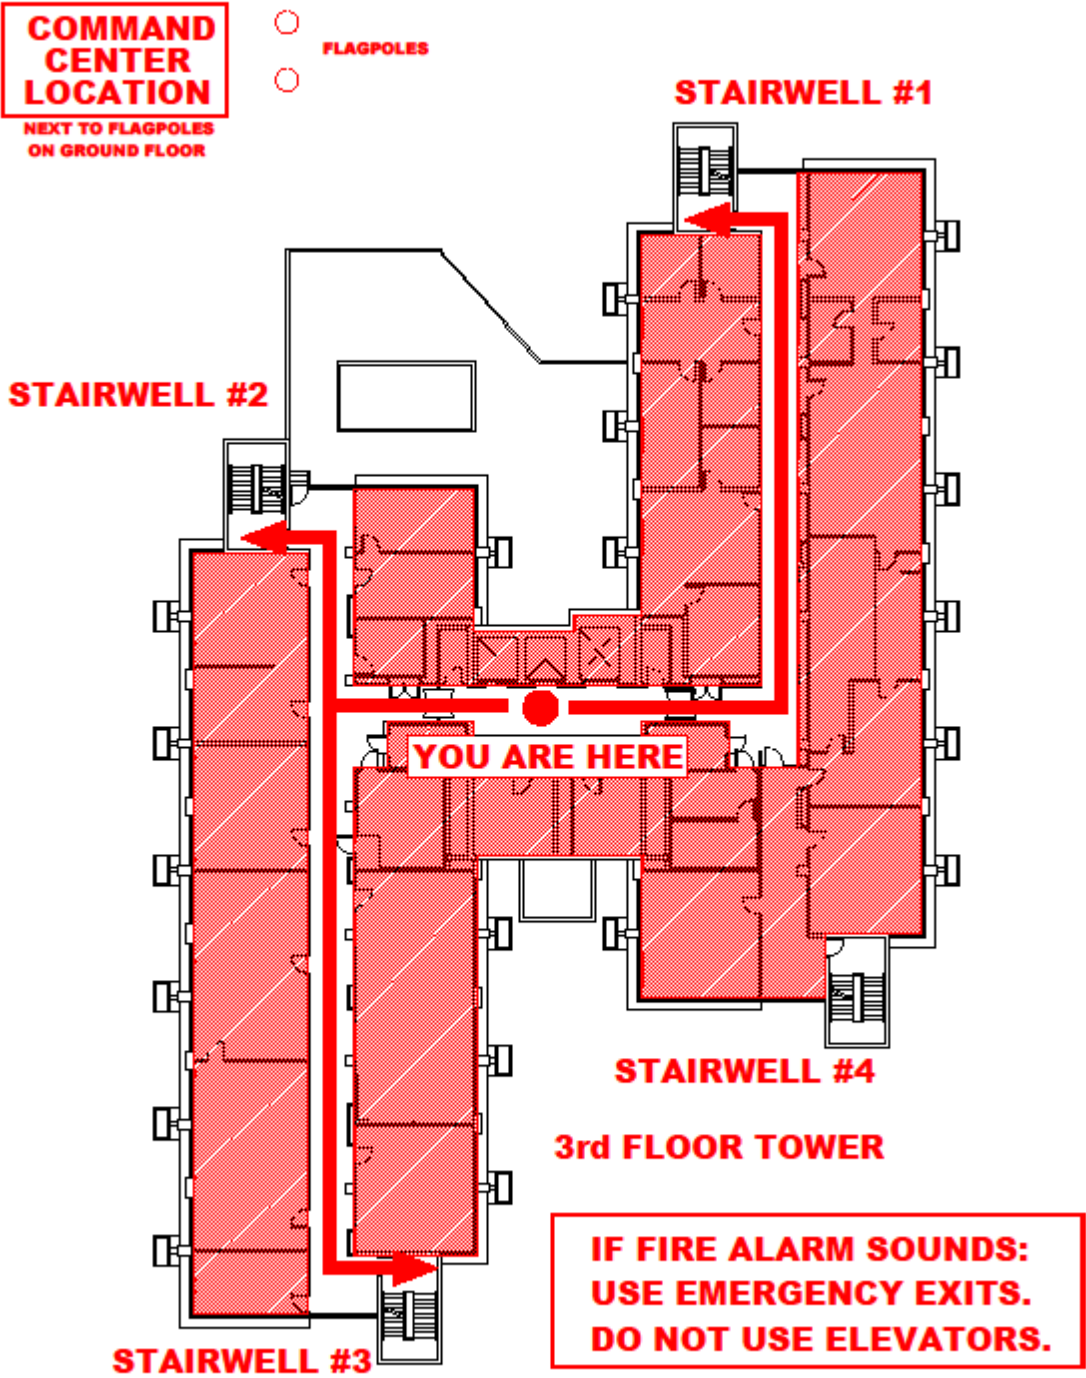 COMMAND
CENTER
LOCATION
NEXT TO FLAGPOLES
ON GROUND FLOOR
FLAGPOLES
STAIRWELL #1
STAIRWELL #2
YOU ARE HERE
STAIRWELL #4
3rd FLOOR TOWER
IF FIRE ALARM SOUNDS:
USE EMERGENCY EXITS.
DO NOT USE ELEVATORS.
STAIRWELL #3